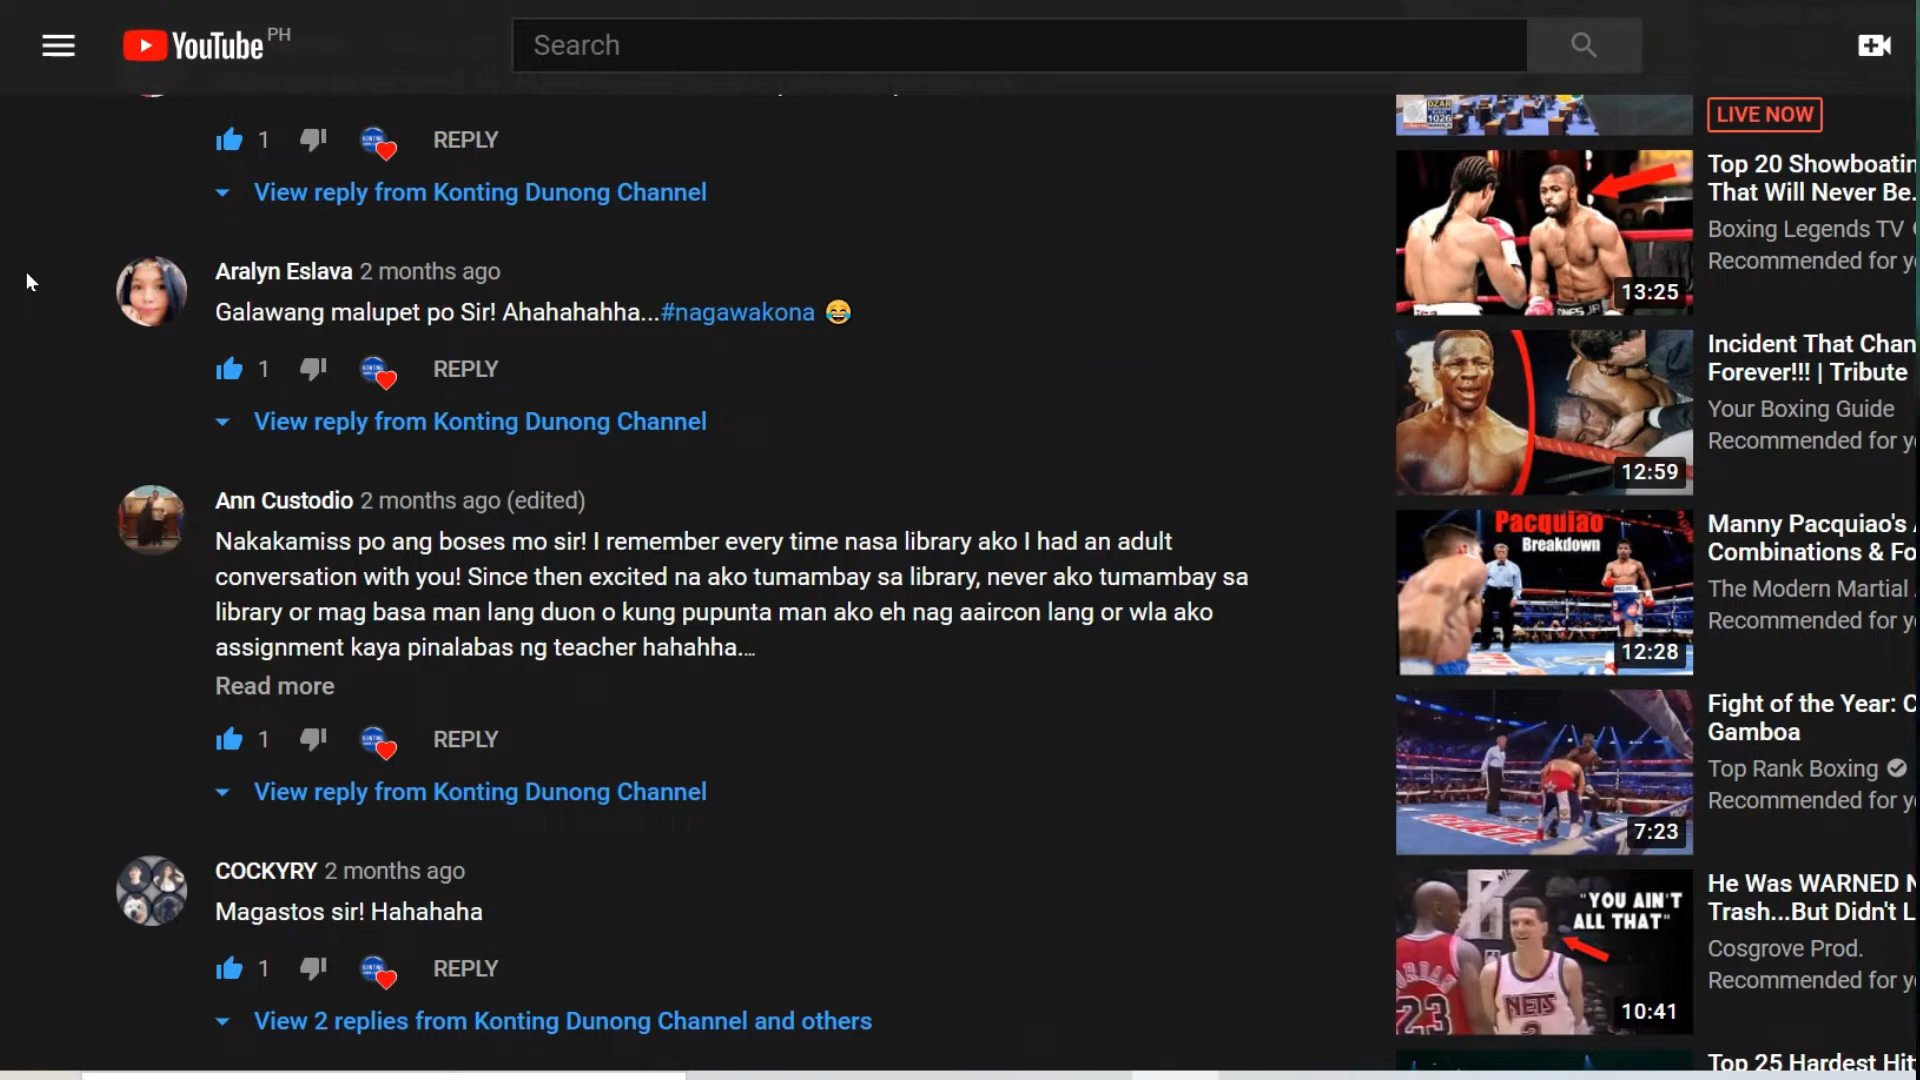 YouTube PH
Search
1 REPLY
View reply from Konting Dunong Channel
Aralyn Eslava 2 months ago
Galawang malupet po Sir! Ahahahahha...#nagawakona 😂
1 REPLY
View reply from Konting Dunong Channel
Ann Custodio 2 months ago (edited)
Nakakamiss po ang boses mo sir! I remember every time nasa library ako I had an adult
conversation with you! Since then excited na ako tumambay sa library, never ako tumambay sa
library or mag basa man lang duon o kung pupunta man ako eh nag aaircon lang or wla ako
assignment kaya pinalabas ng teacher hahahha....
Read more
1 REPLY
View reply from Konting Dunong Channel
COCKYRY 2 months ago
Magastos sir! Hahahaha
1 REPLY
View 2 replies from Konting Dunong Channel and others
DZAR
1026
LIVE NOW
13:25
Top 20 Showboatin
That Will Never Be...
Boxing Legends TV
Recommended for y
12:59
Incident That Chan
Forever!!! | Tribute
Your Boxing Guide
Recommended for y
Pacquiao
Breakdown
12:28
Manny Pacquiao's
Combinations & Fo
The Modern Martial
Recommended for y
7:23
Fight of the Year: C
Gamboa
Top Rank Boxing
Recommended for y
"YOU AIN'T
ALL THAT"
23
NETS
10:41
He Was WARNED N
Trash...But Didn't L
Cosgrove Prod.
Recommended for y
Top 25 Hardest Hit